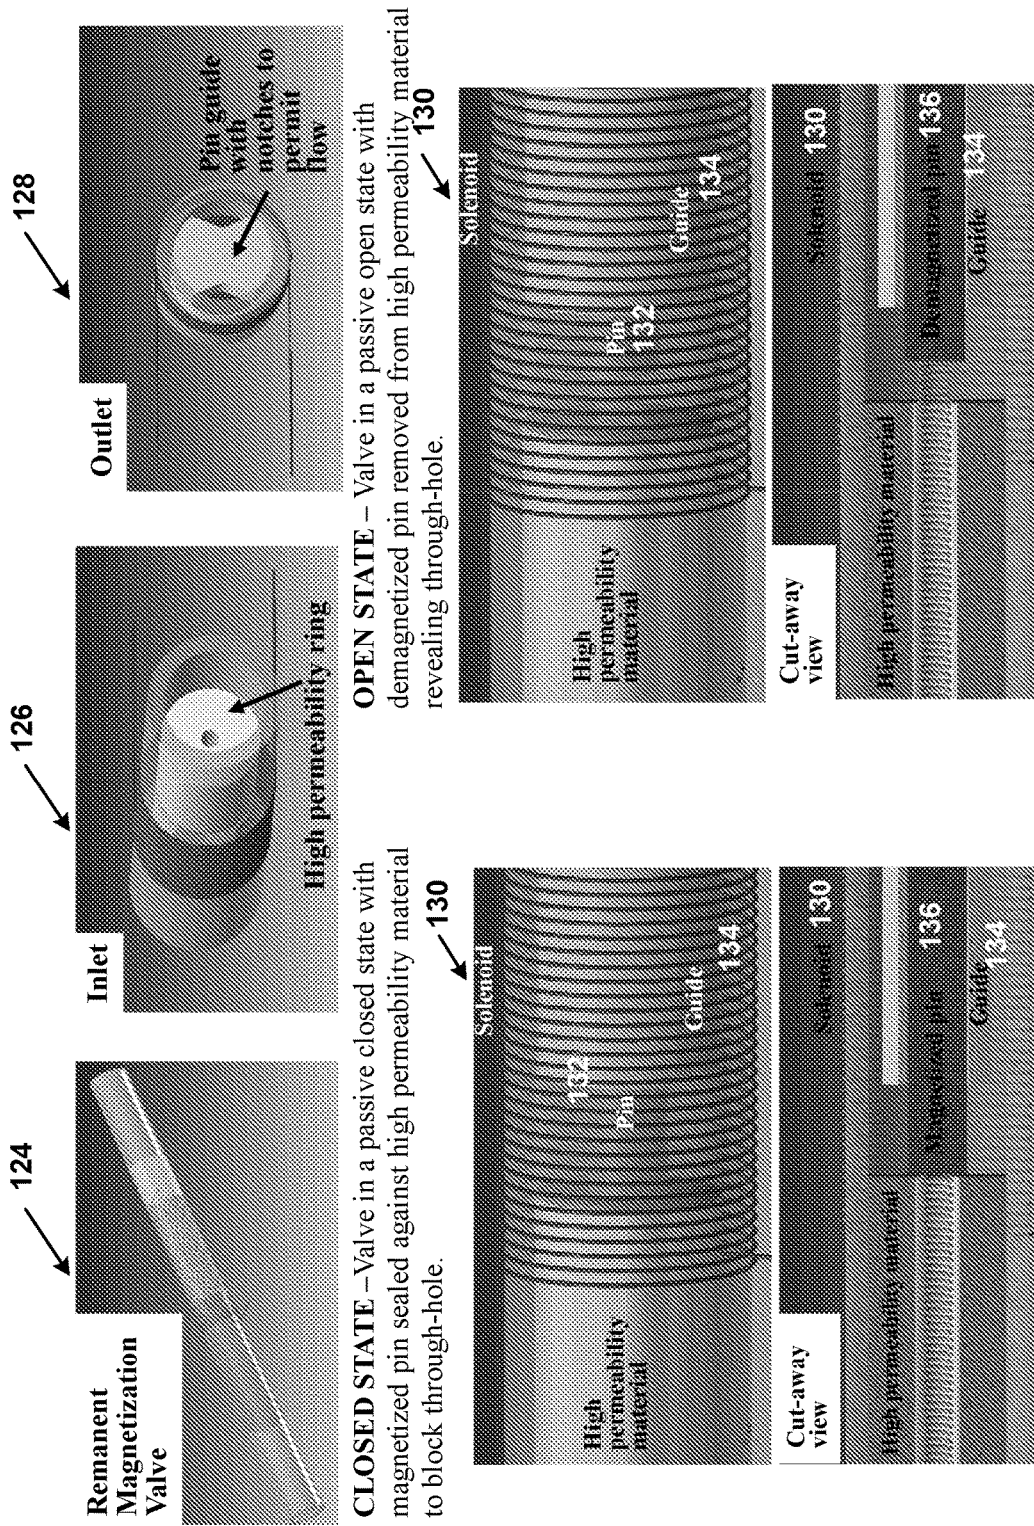 124
Remanent
Magnetization
Valve
126
Inlet
High permeability ring
128
Outlet
Pin guide
with
notches to
permit
flow
CLOSED STATE –Valve in a passive closed state with
magnetized pin sealed against high permeability material
to block through-hole.
130
Solenoid
132
Pin
Guide
134
High
permeability
material
Cut-away
view
Solenoid 130
High permeability material
Magnetized pin 136
Guide
134
OPEN STATE – Valve in a passive open state with
demagnetized pin removed from high permeability material
revealing through-hole.
130
Solenoid
Pin
132
Guide
134
High
permeability
material
Cut-away
view
Solenoid 130
High permeability material
Demagnetized pin 136
Guide 134